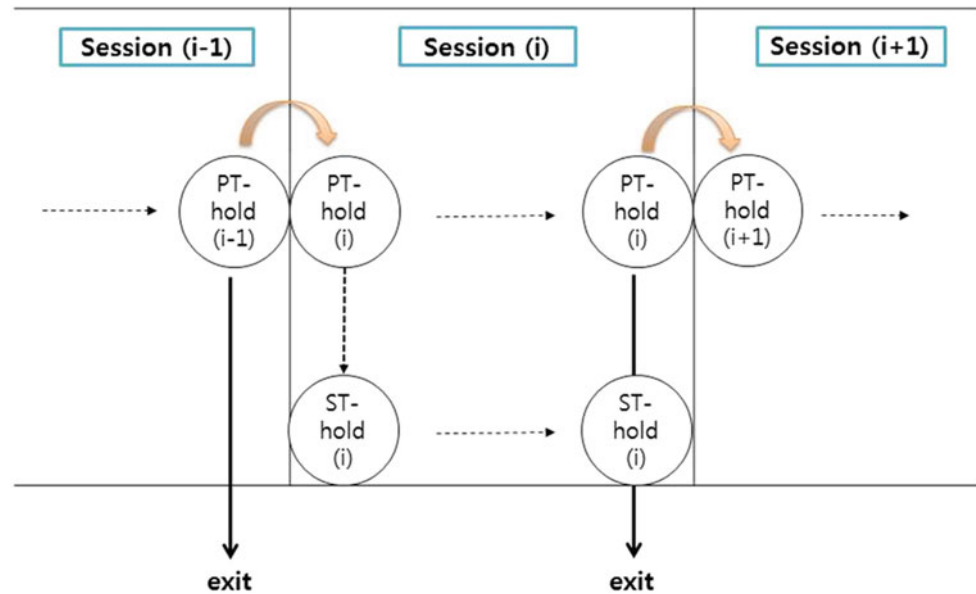 Session (i-1)
Session (i)
Session (i+1)
PT-
hold
(i-1)
PT-
hold
(i)
PT-
hold
(i)
PT-
hold
(i+1)
ST-
hold
(i)
ST-
hold
(i)
exit
exit